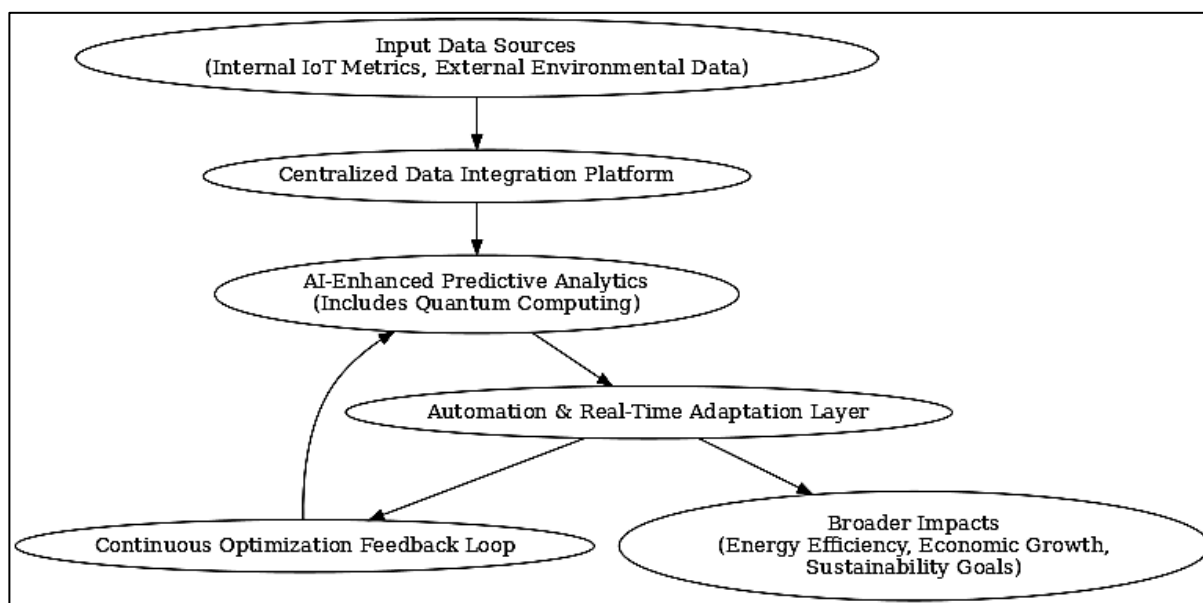 Input Data Sources
(Internal IoT Metrics, External Environmental Data)
Centralized Data Integration Platform
AI-Enhanced Predictive Analytics
(Includes Quantum Computing)
Automation & Real-Time Adaptation Layer
Continuous Optimization Feedback Loop
Broader Impacts
(Energy Efficiency, Economic Growth,
Sustainability Goals)